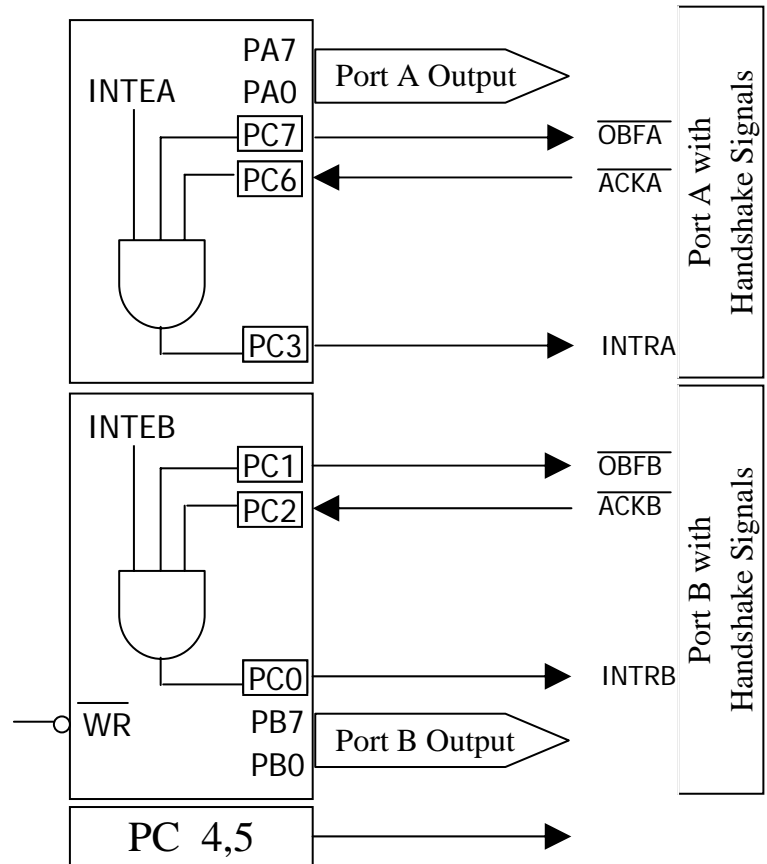 PA7
Port A Output
INTEA
PA0
PC7
OBFA
PC6
ACKA
PC3
INTRA
Port A with
Handshake Signals
INTEB
PC1
OBFB
PC2
ACKB
PC0
INTRB
WR
PB7
Port B Output
PB0
Port B with
Handshake Signals
PC 4,5